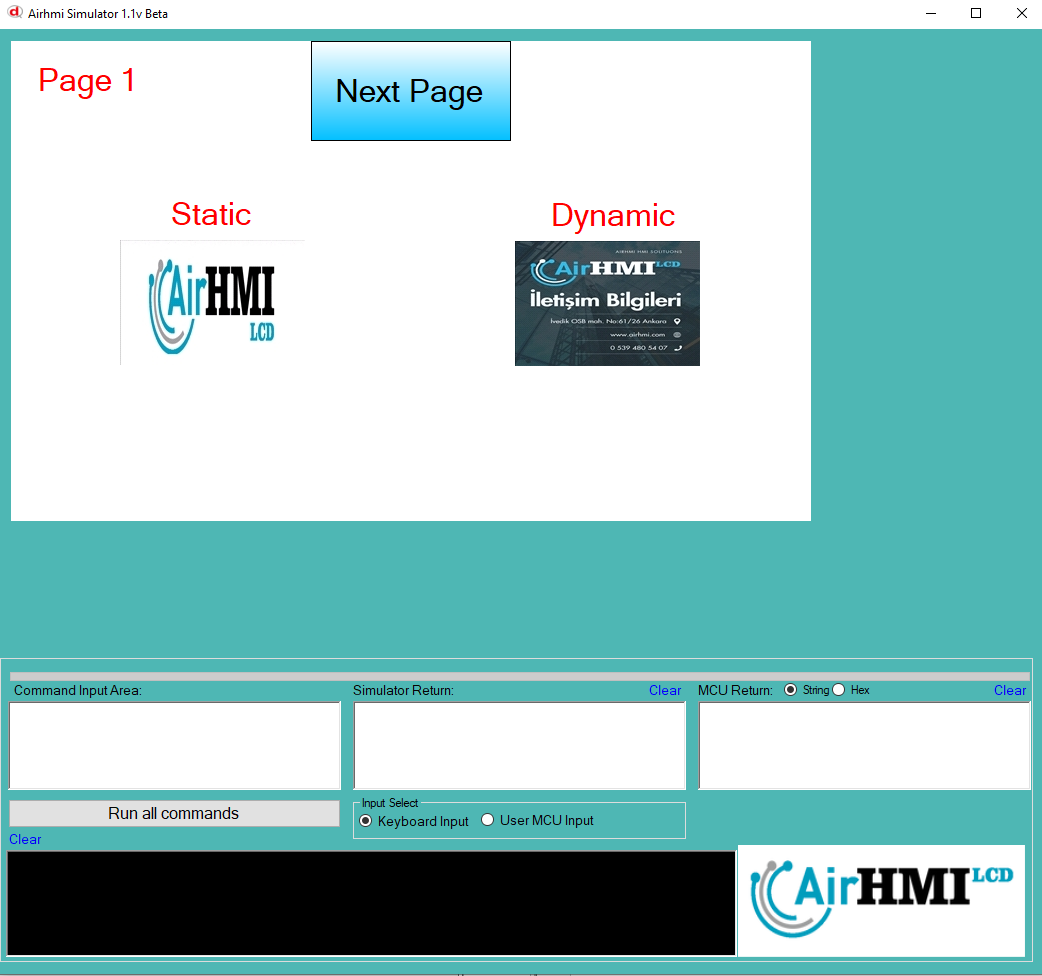 Airhmi Simulator 1.1v Beta
Page 1
Next Page
Static
Dynamic
AirHMI
LCD
AIRHMI HMI SOLITUONS
AirHMI LCD
İletişim Bilgileri
İvedik OSB mah. No:61/26 Ankara
www.airhmi.com
0 539 480 54 07
Command Input Area:
Simulator Return:
Clear
MCU Return:
String
Hex
Clear
Run all commands
Input Select
Keyboard Input
User MCU Input
Clear
AirHMI LCD